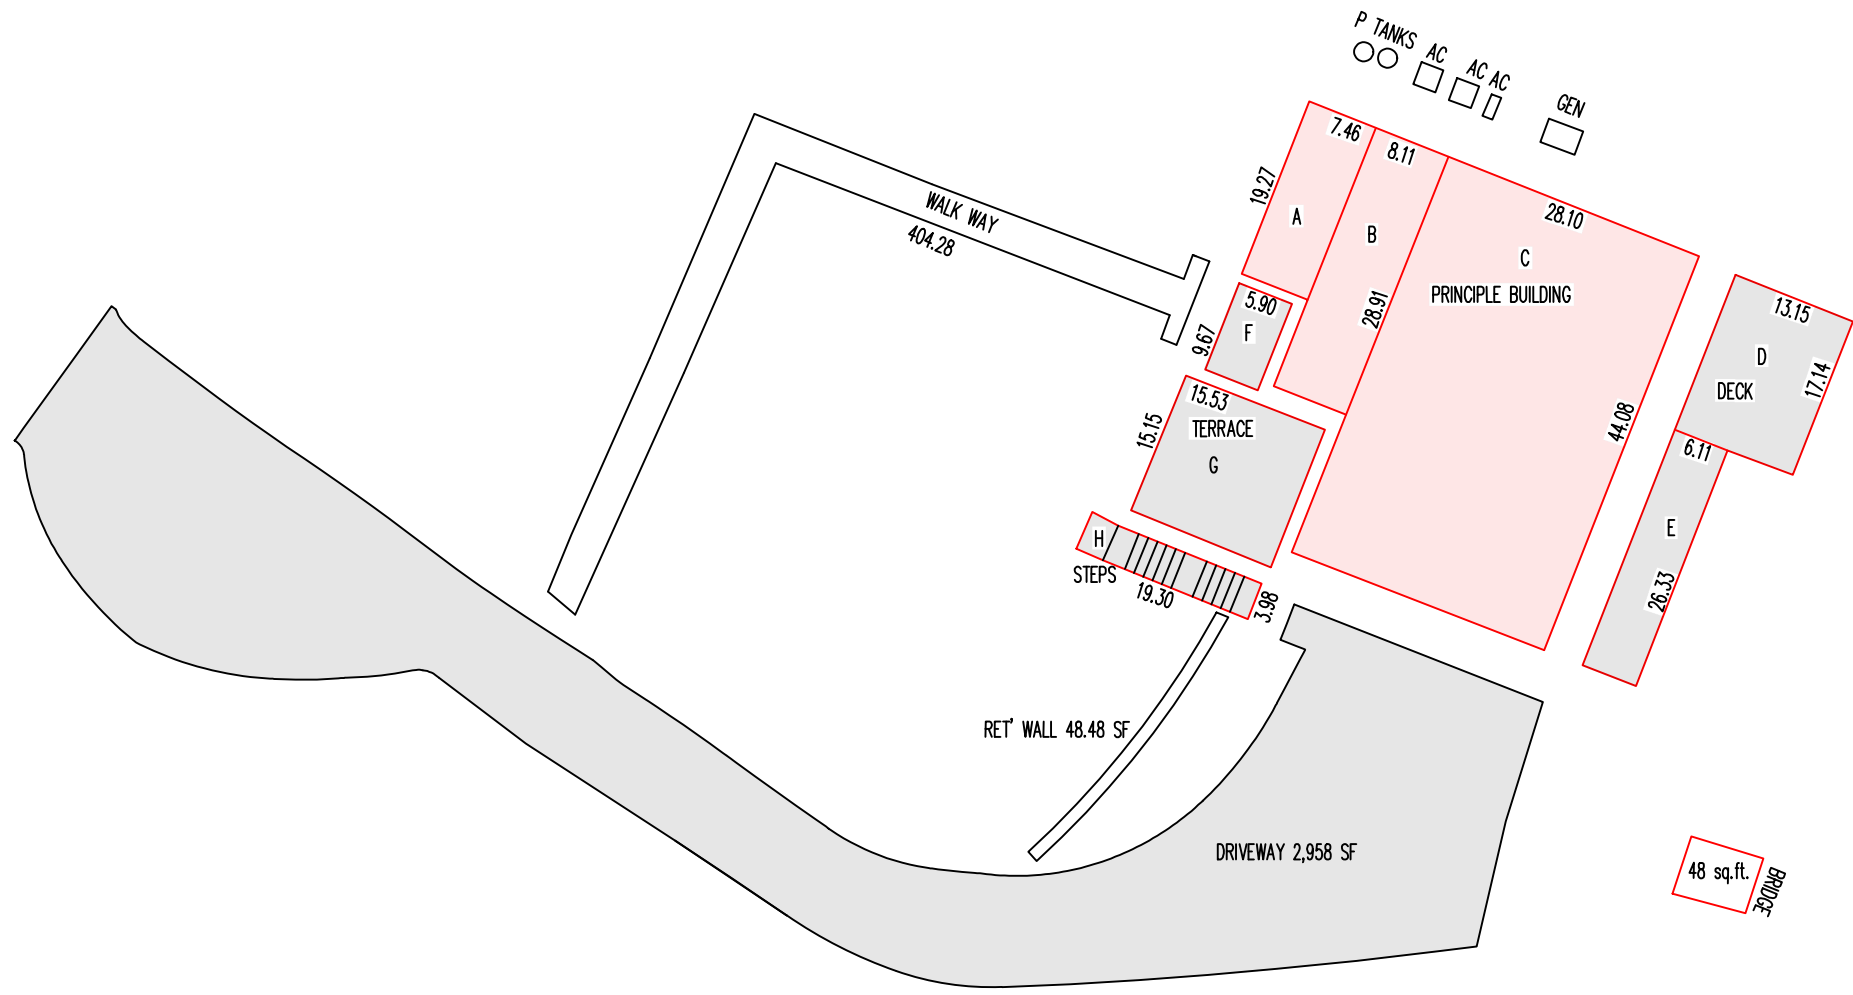 P TANKS
AC
AC
AC
GEN
7.46
8.11
19.27
28.10
A
B
C
PRINCIPLE BUILDING
WALK WAY
404.28
5.90
F
9.67
28.91
13.15
D
DECK
17.14
15.53
15.15
TERRACE
G
44.08
6.11
E
26.33
H
STEPS
19.30
3.98
RET' WALL 48.48 SF
DRIVEWAY 2,958 SF
48 sq.ft.
BRIDGE